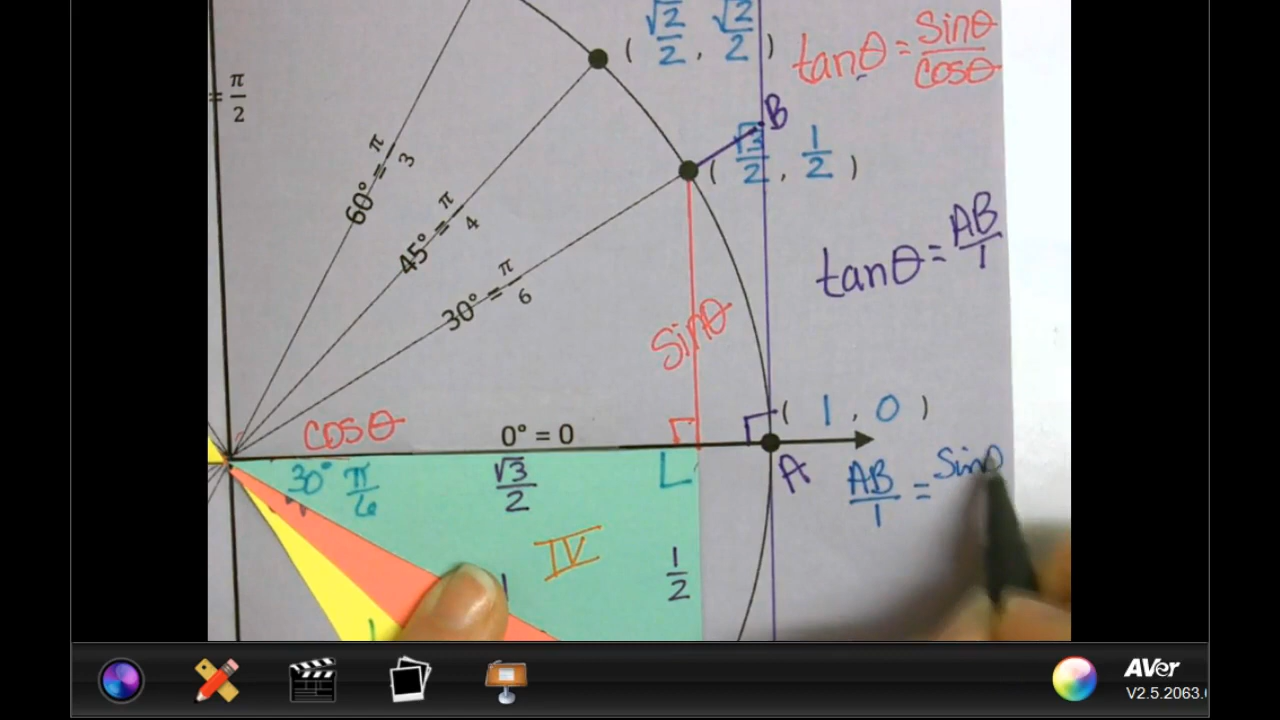 (√2/2, √2/2)
tanθ = sinθ/cosθ
= π/2
B
60° = π/3
(√3/2, 1/2)
45° = π/4
tanθ = AB/1
30° = π/6
sinθ
cosθ
0° = 0
(1, 0)
A
30° π/6
√3/2
AB/1 = sinθ
IV
1/2
AVer
V2.5.2063.